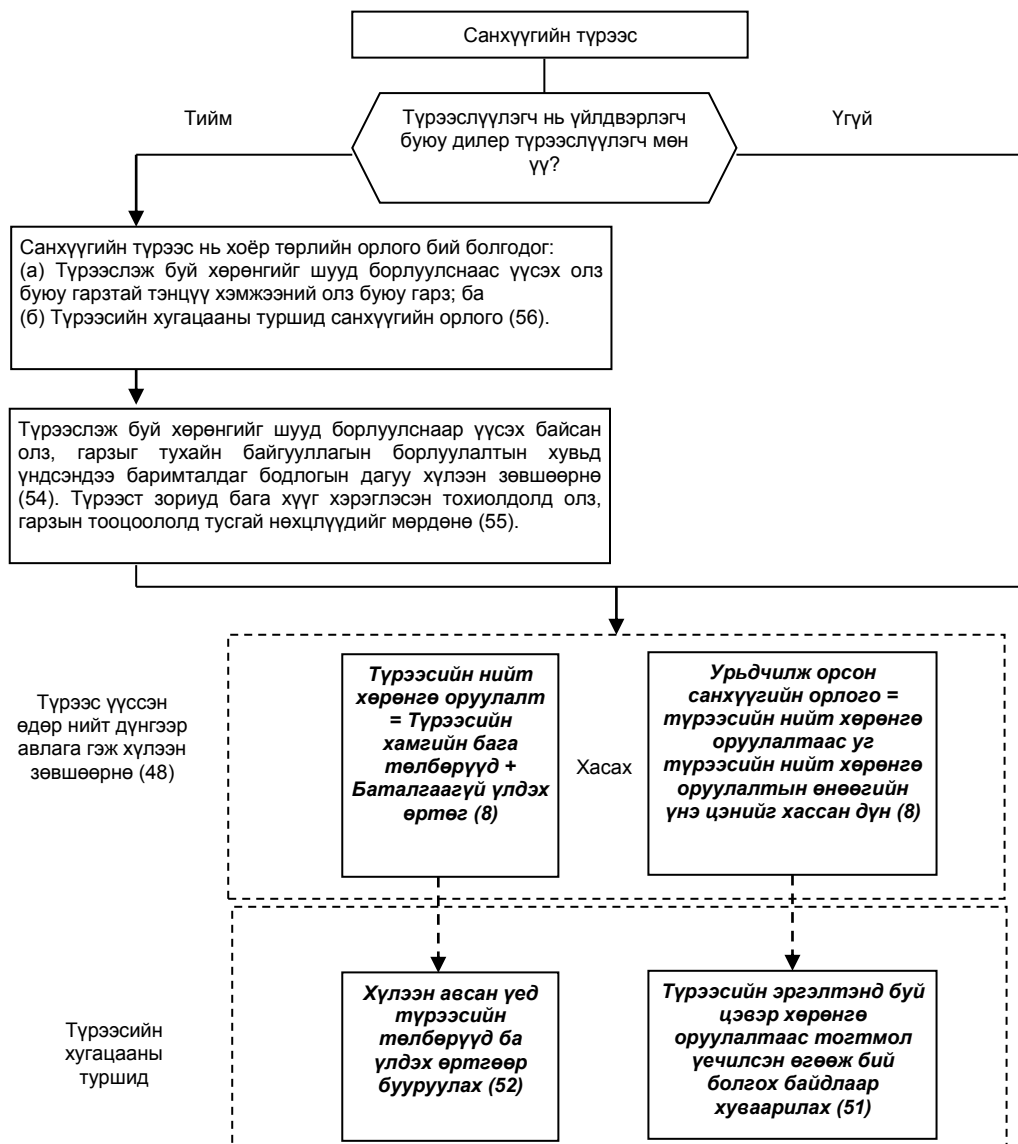 Санхүүгийн түрээс
Тийм
Түрээслүүлэгч нь үйлдвэрлэгч
буюу дилер түрээслүүлэгч мөн
үү?
Үгүй
Санхүүгийн түрээс нь хоёр төрлийн орлого бий болгодог:
(а) Түрээслэж буй хөрөнгийг шууд борлуулснаас үүсэх олз
буюу гарзтай тэнцүү хэмжээний олз буюу гарз; ба
(б) Түрээсийн хугацааны туршид санхүүгийн орлого (56).
Түрээслэж буй хөрөнгийг шууд борлуулснаар үүсэх байсан
олз, гарзыг тухайн байгууллагын борлуулалтын хувьд
үндсэндээ баримталдаг бодлогын дагуу хүлээн зөвшөөрнө
(54). Түрээст зориуд бага хүүг хэрэглэсэн тохиолдолд олз,
гарзын тооцоололд тусгай нөхцлүүдийг мөрдөнө (55).
Түрээс үүссэн
өдөр нийт дүнгээр
авлага гэж хүлээн
зөвшөөрнө (48)
Түрээсийн нийт
хөрөнгө оруулалт
= Түрээсийн
хамгийн бага
төлбөрүүд +
Баталгаагүй үлдэх
өртөг (8)
Хасах
Урьдчилж орсон
санхүүгийн орлого =
түрээсийн нийт хөрөнгө
оруулалтаас уг
түрээсийн нийт хөрөнгө
оруулалтын өнөөгийн
үнэ цэнийг хассан дүн (8)
Түрээсийн
хугацааны
туршид
Хүлээн авсан үед
түрээсийн
төлбөрүүд ба
үлдэх өртгөөр
бууруулах (52)
Түрээсийн эргэлтэнд буй
цэвэр хөрөнгө
оруулалтаас тогтмол
үечилсэн өгөөж бий
болгох байдлаар
хуваарилах (51)